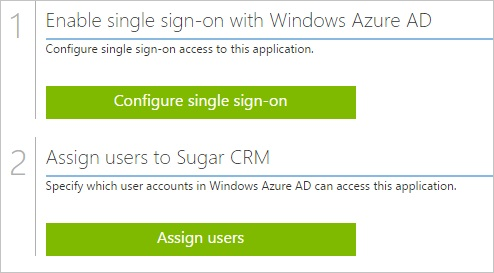 1
Enable single sign-on with Windows Azure AD
Configure single sign-on access to this application.
Configure single sign-on
2
Assign users to Sugar CRM
Specify which user accounts in Windows Azure AD can access this application.
Assign users